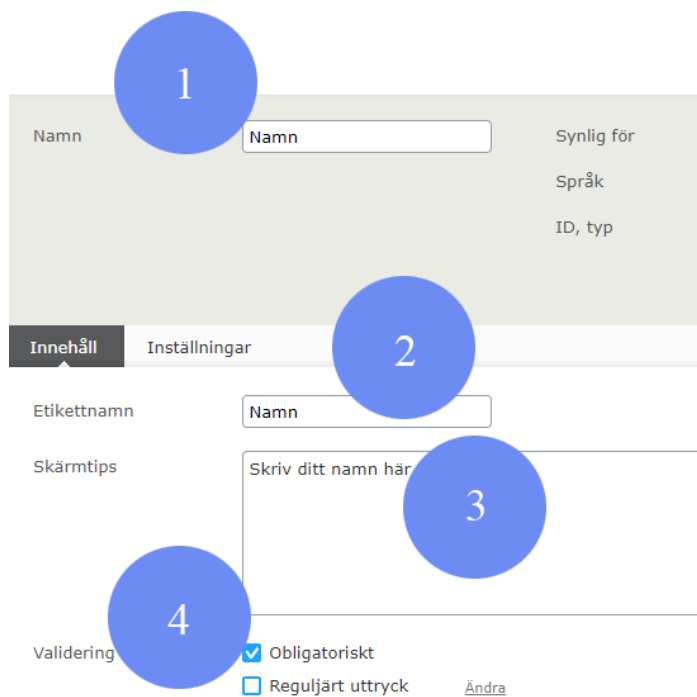 1
Namn Namn Synlig för
Språk
ID, typ
Innehåll Inställningar 2
Etikettnamn Namn
Skärmtips Skriv ditt namn här
3
4
Validering Obligatoriskt
Reguljärt uttryck Ändra